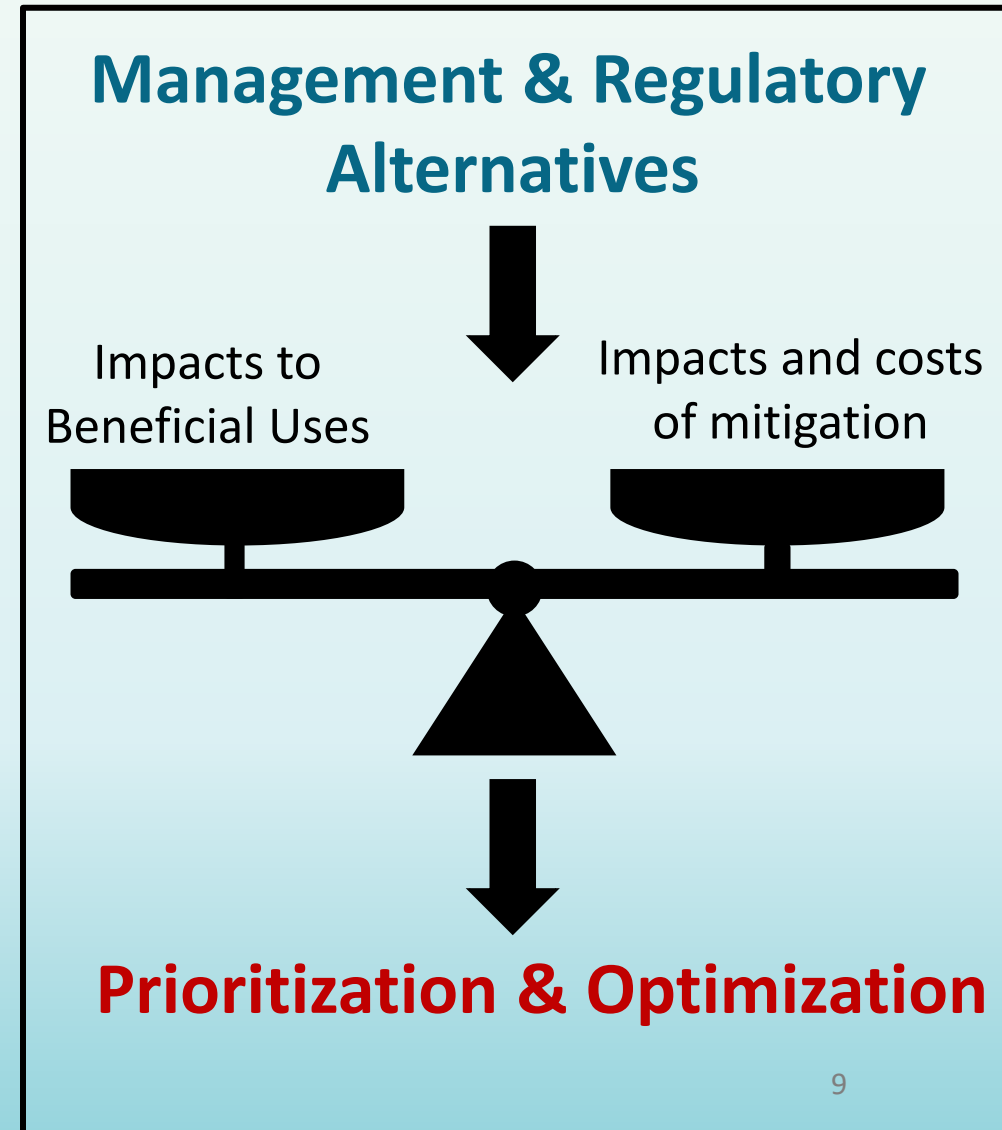 Management & Regulatory
Alternatives
Impacts to
Beneficial Uses
Impacts and costs
of mitigation
Prioritization & Optimization
9